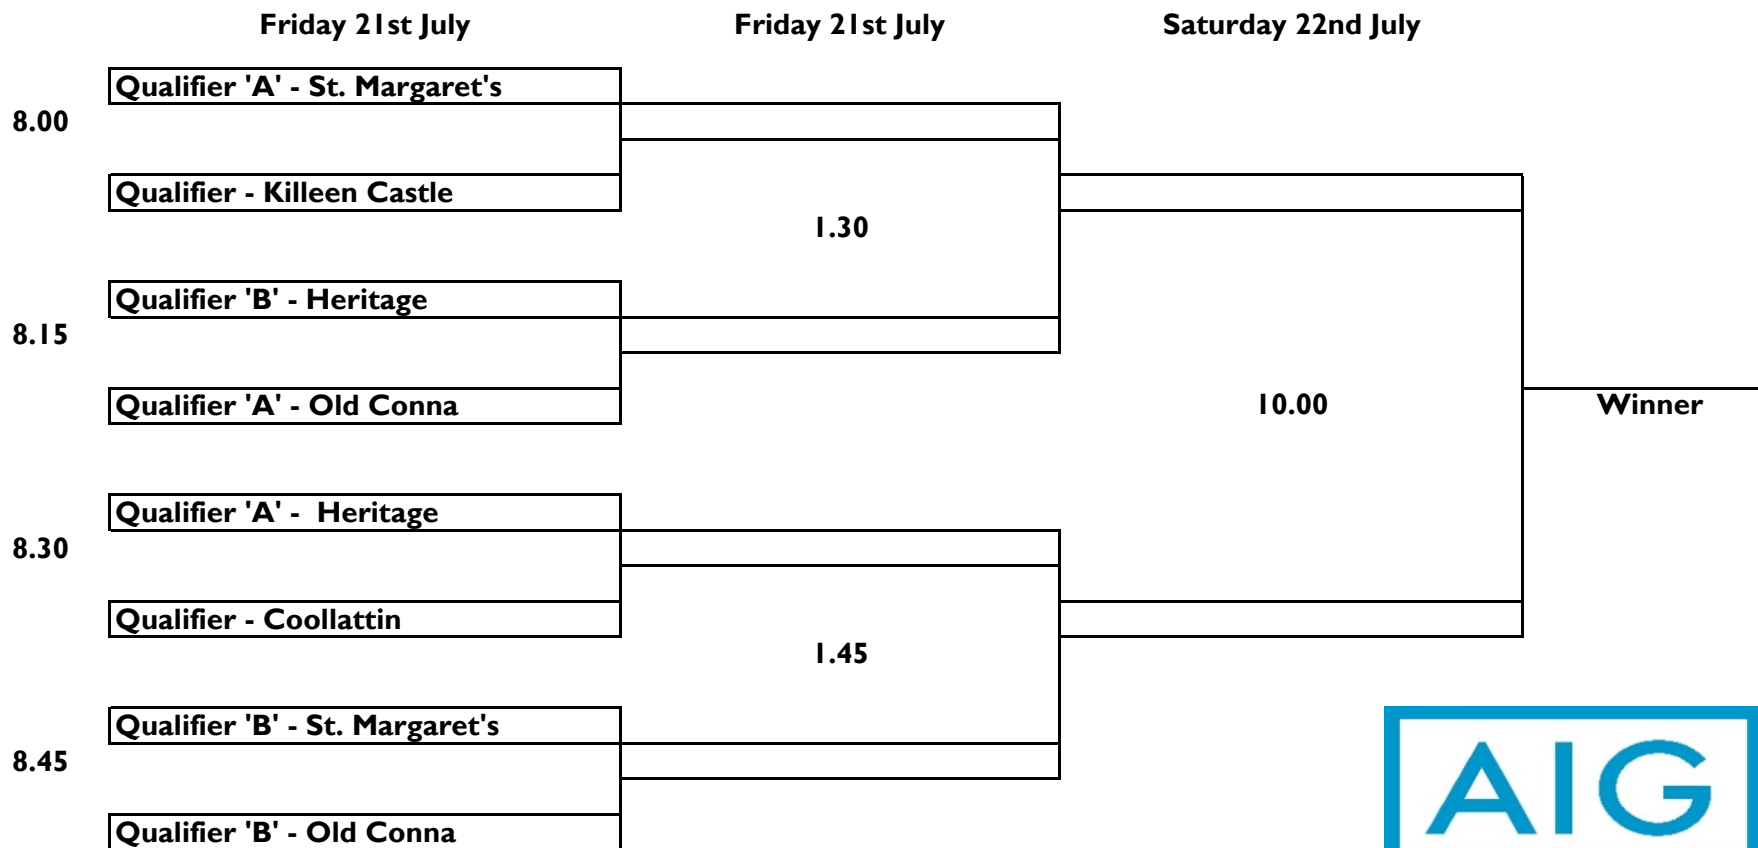 Friday 21st July
Friday 21st July
Saturday 22nd July
Qualifier 'A' - St. Margaret's
8.00
Qualifier - Killeen Castle
1.30
Qualifier 'B' - Heritage
8.15
Qualifier 'A' - Old Conna
10.00
Winner
Qualifier 'A' -  Heritage
8.30
Qualifier - Coollattin
1.45
Qualifier 'B' - St. Margaret's
8.45
Qualifier 'B' - Old Conna
AIG